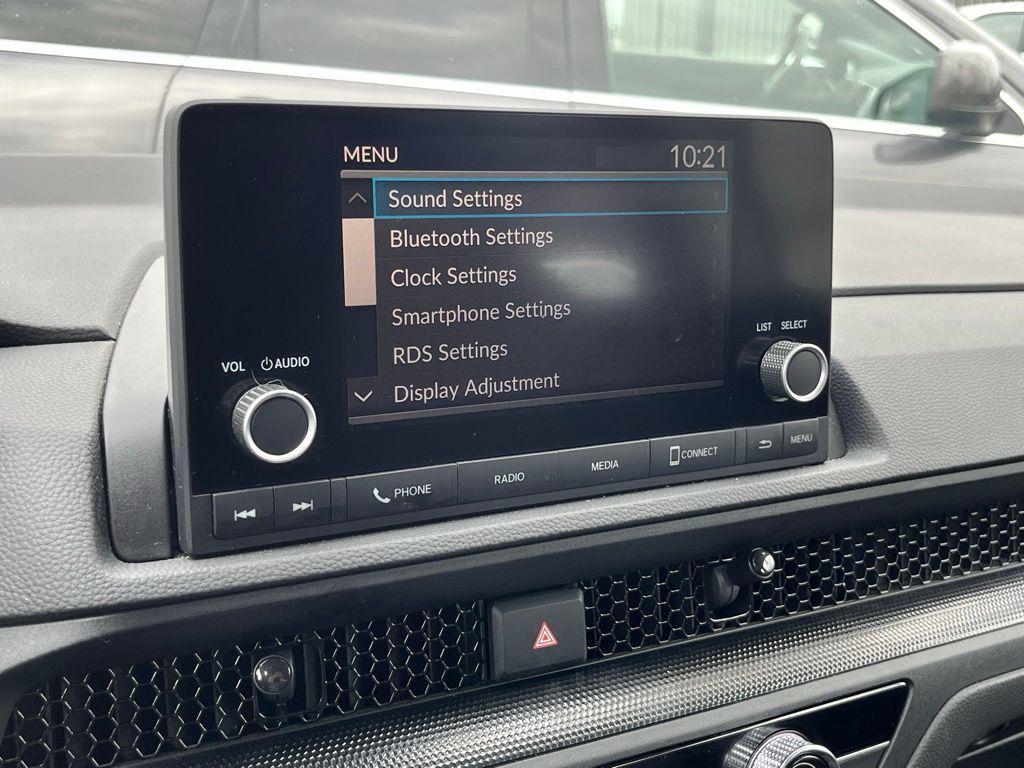 MENU 10:21
Sound Settings
Bluetooth Settings
Clock Settings
Smartphone Settings
RDS Settings
Display Adjustment
VOL AUDIO
LIST SELECT
PHONE RADIO MEDIA CONNECT MENU